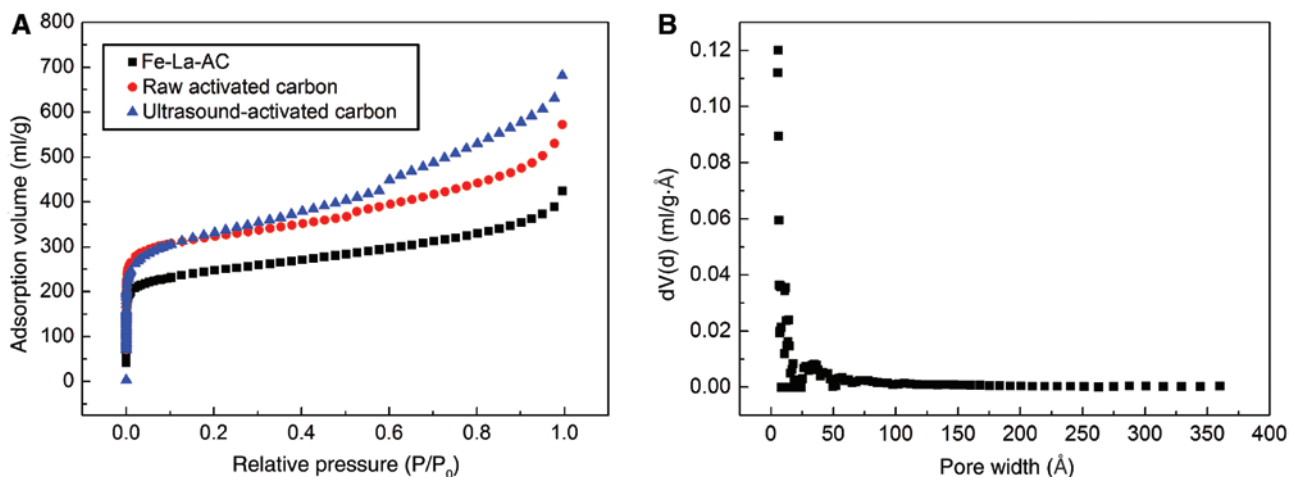 A
Adsorption volume (ml/g)
800
700
600
500
400
300
200
100
0
Fe-La-AC
Raw activated carbon
Ultrasound-activated carbon
0.0 0.2 0.4 0.6 0.8 1.0
Relative pressure (P/P₀)
B
dV(d) (ml/g·Å)
0.12
0.10
0.08
0.06
0.04
0.02
0.00
0 50 100 150 200 250 300 350 400
Pore width (Å)